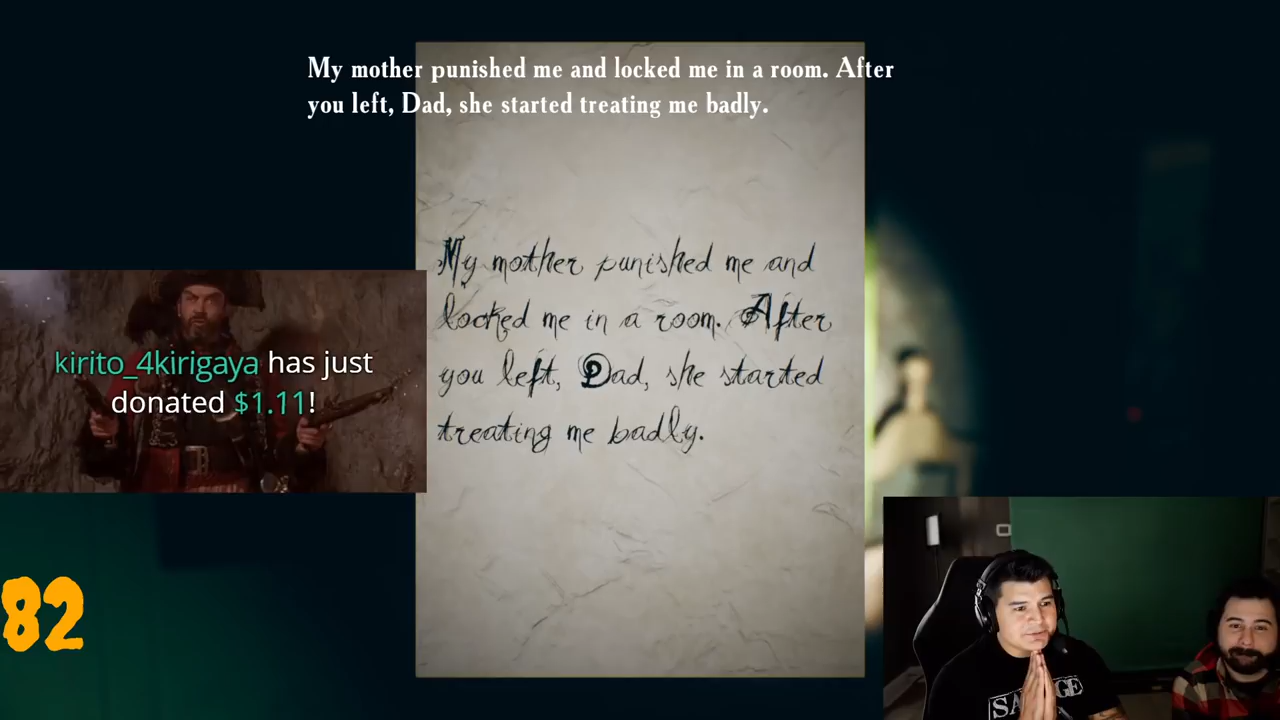 My mother punished me and locked me in a room. After
you left, Dad, she started treating me badly.
My mother punished me and
locked me in a room. After
you left, Dad, she started
treating me badly.
kirito_4kirigaya has just
donated $1.11!
82